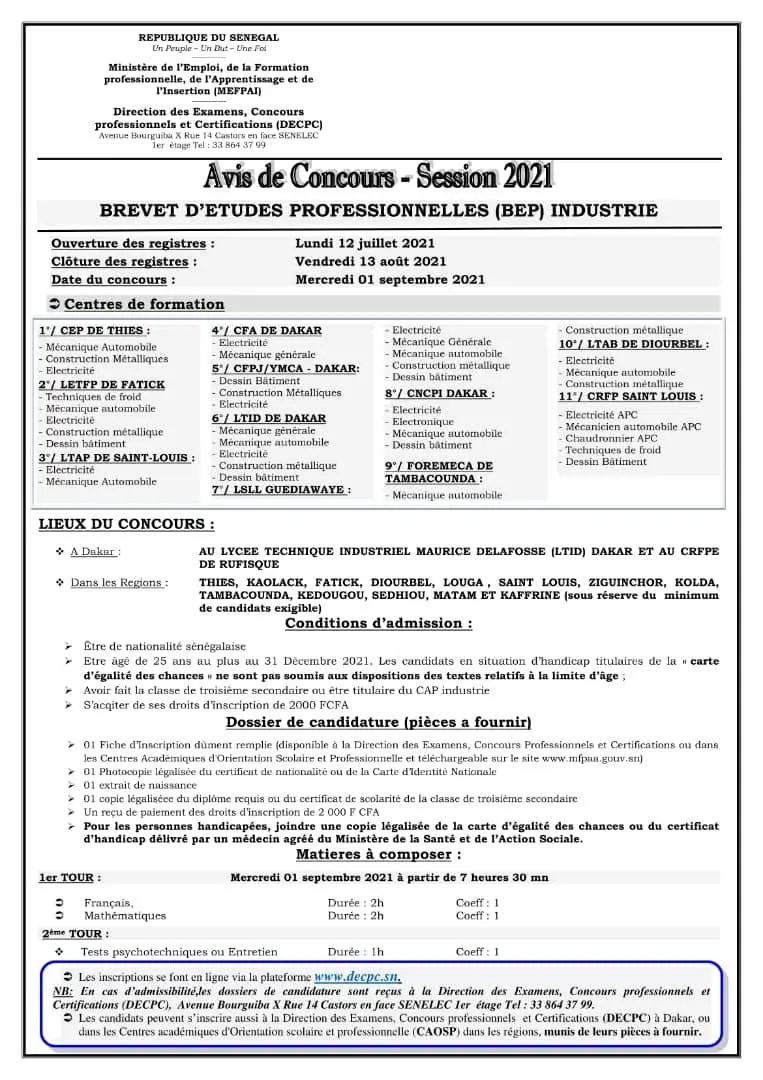 REPUBLIQUE DU SENEGAL
Un Peuple – Un But – Une Foi
Ministère de l'Emploi, de la Formation
professionnelle, de l'Apprentissage et de
l'Insertion (MEFPAI)
Direction des Examens, Concours
professionnels et Certifications (DECPC)
Avenue Bourguiba X Rue 14 Castors en face SENELEC
1er étage Tel : 33 864 37 99
Avis de Concours - Session 2021
BREVET D'ETUDES PROFESSIONNELLES (BEP) INDUSTRIE
Ouverture des registres : Lundi 12 juillet 2021
Clôture des registres : Vendredi 13 août 2021
Date du concours : Mercredi 01 septembre 2021
➲ Centres de formation
1°/ CEP DE THIES :
- Mécanique Automobile
- Construction Métalliques
- Electricité
2°/ LETFP DE FATICK
- Techniques de froid
- Mécanique automobile
- Electricité
- Construction métallique
- Dessin bâtiment
3°/ LTAP DE SAINT-LOUIS :
- Electricité
- Mécanique Automobile
4°/ CFA DE DAKAR
- Electricité
- Mécanique générale
5°/ CFPJ/YMCA - DAKAR:
- Dessin Bâtiment
- Construction Métalliques
- Electricité
6°/ LTID DE DAKAR
- Mécanique générale
- Mécanique automobile
- Electricité
- Construction métallique
- Dessin bâtiment
7°/ LSLL GUEDIAWAYE :
- Electricité
- Mécanique Générale
- Mécanique automobile
- Construction métallique
- Dessin bâtiment
8°/ CNCPI DAKAR :
- Electricité
- Electronique
- Mécanique automobile
- Dessin bâtiment
9°/ FOREMECA DE
TAMBACOUNDA :
- Mécanique automobile
- Construction métallique
10°/ LTAB DE DIOURBEL :
- Electricité
- Mécanique automobile
- Construction métallique
11°/ CRFP SAINT LOUIS :
- Electricité APC
- Mécanicien automobile APC
- Chaudronnier APC
- Techniques de froid
- Dessin Bâtiment
LIEUX DU CONCOURS :
❖ A Dakar : AU LYCEE TECHNIQUE INDUSTRIEL MAURICE DELAFOSSE (LTID) DAKAR ET AU CRFPE
DE RUFISQUE
❖ Dans les Regions : THIES, KAOLACK, FATICK, DIOURBEL, LOUGA , SAINT LOUIS, ZIGUINCHOR, KOLDA,
TAMBACOUNDA, KEDOUGOU, SEDHIOU, MATAM ET KAFFRINE (sous réserve du minimum
de candidats exigible)
Conditions d'admission :
➢ Être de nationalité sénégalaise
➢ Etre âgé de 25 ans au plus au 31 Décembre 2021. Les candidats en situation d'handicap titulaires de la « carte
d'égalité des chances » ne sont pas soumis aux dispositions des textes relatifs à la limite d'âge ;
➢ Avoir fait la classe de troisième secondaire ou être titulaire du CAP industrie
➢ S'acqiter de ses droits d'inscription de 2000 FCFA
Dossier de candidature (pièces a fournir)
➢ 01 Fiche d'Inscription dûment remplie (disponible à la Direction des Examens, Concours Professionnels et Certifications ou dans
les Centres Académiques d'Orientation Scolaire et Professionnelle et téléchargeable sur le site www.mfpaa.gouv.sn)
➢ 01 Photocopie légalisée du certificat de nationalité ou de la Carte d'Identité Nationale
➢ 01 extrait de naissance
➢ 01 copie légaliséee du diplôme requis ou du certificat de scolarité de la classe de troisième secondaire
➢ Un reçu de paiement des droits d'inscription de 2 000 F CFA
➢ Pour les personnes handicapées, joindre une copie légalisée de la carte d'égalité des chances ou du certificat
d'handicap délivré par un médecin agréé du Ministère de la Santé et de l'Action Sociale.
Matieres à composer :
1er TOUR : Mercredi 01 septembre 2021 à partir de 7 heures 30 mn
➲ Français, Durée : 2h Coeff : 1
➲ Mathématiques Durée : 2h Coeff : 1
2ème TOUR :
❖ Tests psychotechniques ou Entretien Durée : 1h Coeff : 1
➲ Les inscriptions se font en ligne via la plateforme www.decpc.sn.
NB: En cas d'admissibilité,les dossiers de candidature sont reçus à la Direction des Examens, Concours professionnels et
Certifications (DECPC), Avenue Bourguiba X Rue 14 Castors en face SENELEC 1er étage Tel : 33 864 37 99.
➲ Les candidats peuvent s'inscrire aussi à la Direction des Examens, Concours professionnels et Certifications (DECPC) à Dakar, ou
dans les Centres académiques d'Orientation scolaire et professionnelle (CAOSP) dans les régions, munis de leurs pièces à fournir.